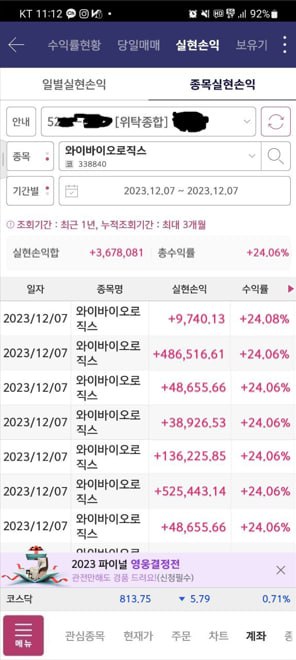 KT 11:12 92%
수익률현황 당일매매 실현손익 보유기
일별실현손익 종목실현손익
안내 52 [위탁종합]
종목 와이바이오로직스
338840
기간별 2023.12.07 ~ 2023.12.07
조회기간 : 최근 1년, 누적조회기간 : 최대 3개월
실현손익합 +3,678,081 총수익률 +24.06%
일자 종목명 실현손익 수익률
2023/12/07 와이바이오로직스 +9,740.13 +24.08%
2023/12/07 와이바이오로직스 +486,516.61 +24.06%
2023/12/07 와이바이오로직스 +48,655.66 +24.06%
2023/12/07 와이바이오로직스 +38,926.53 +24.06%
2023/12/07 와이바이오로직스 +136,225.85 +24.06%
2023/12/07 와이바이오로직스 +525,443.14 +24.06%
2023/12/07 와이바이오로직스 +48,655.66 +24.06%
2023 파이널 영웅결정전
관전만해도 경품 드려요!(신청필수)
코스닥 813.75 ▼ 5.79 0.71%
메뉴 관심종목 현재가 주문 차트 계좌